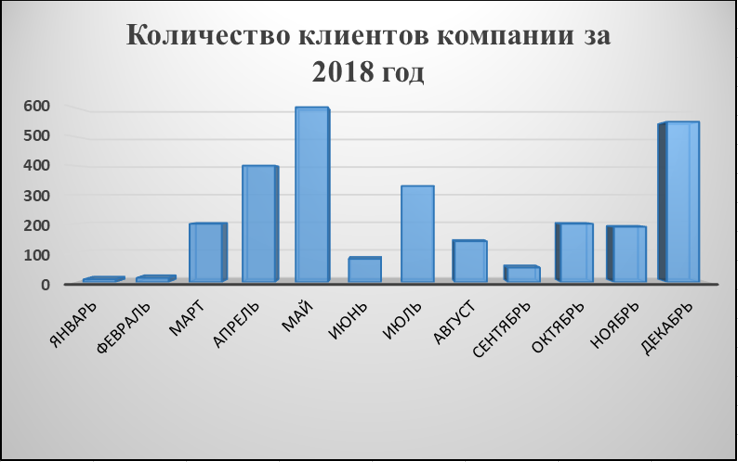 Количество клиентов компании за
2018 год
600
500
400
300
200
100
0
ЯНВАРЬ
ФЕВРАЛЬ
МАРТ
АПРЕЛЬ
МАЙ
ИЮНЬ
ИЮЛЬ
АВГУСТ
СЕНТЯБРЬ
ОКТЯБРЬ
НОЯБРЬ
ДЕКАБРЬ